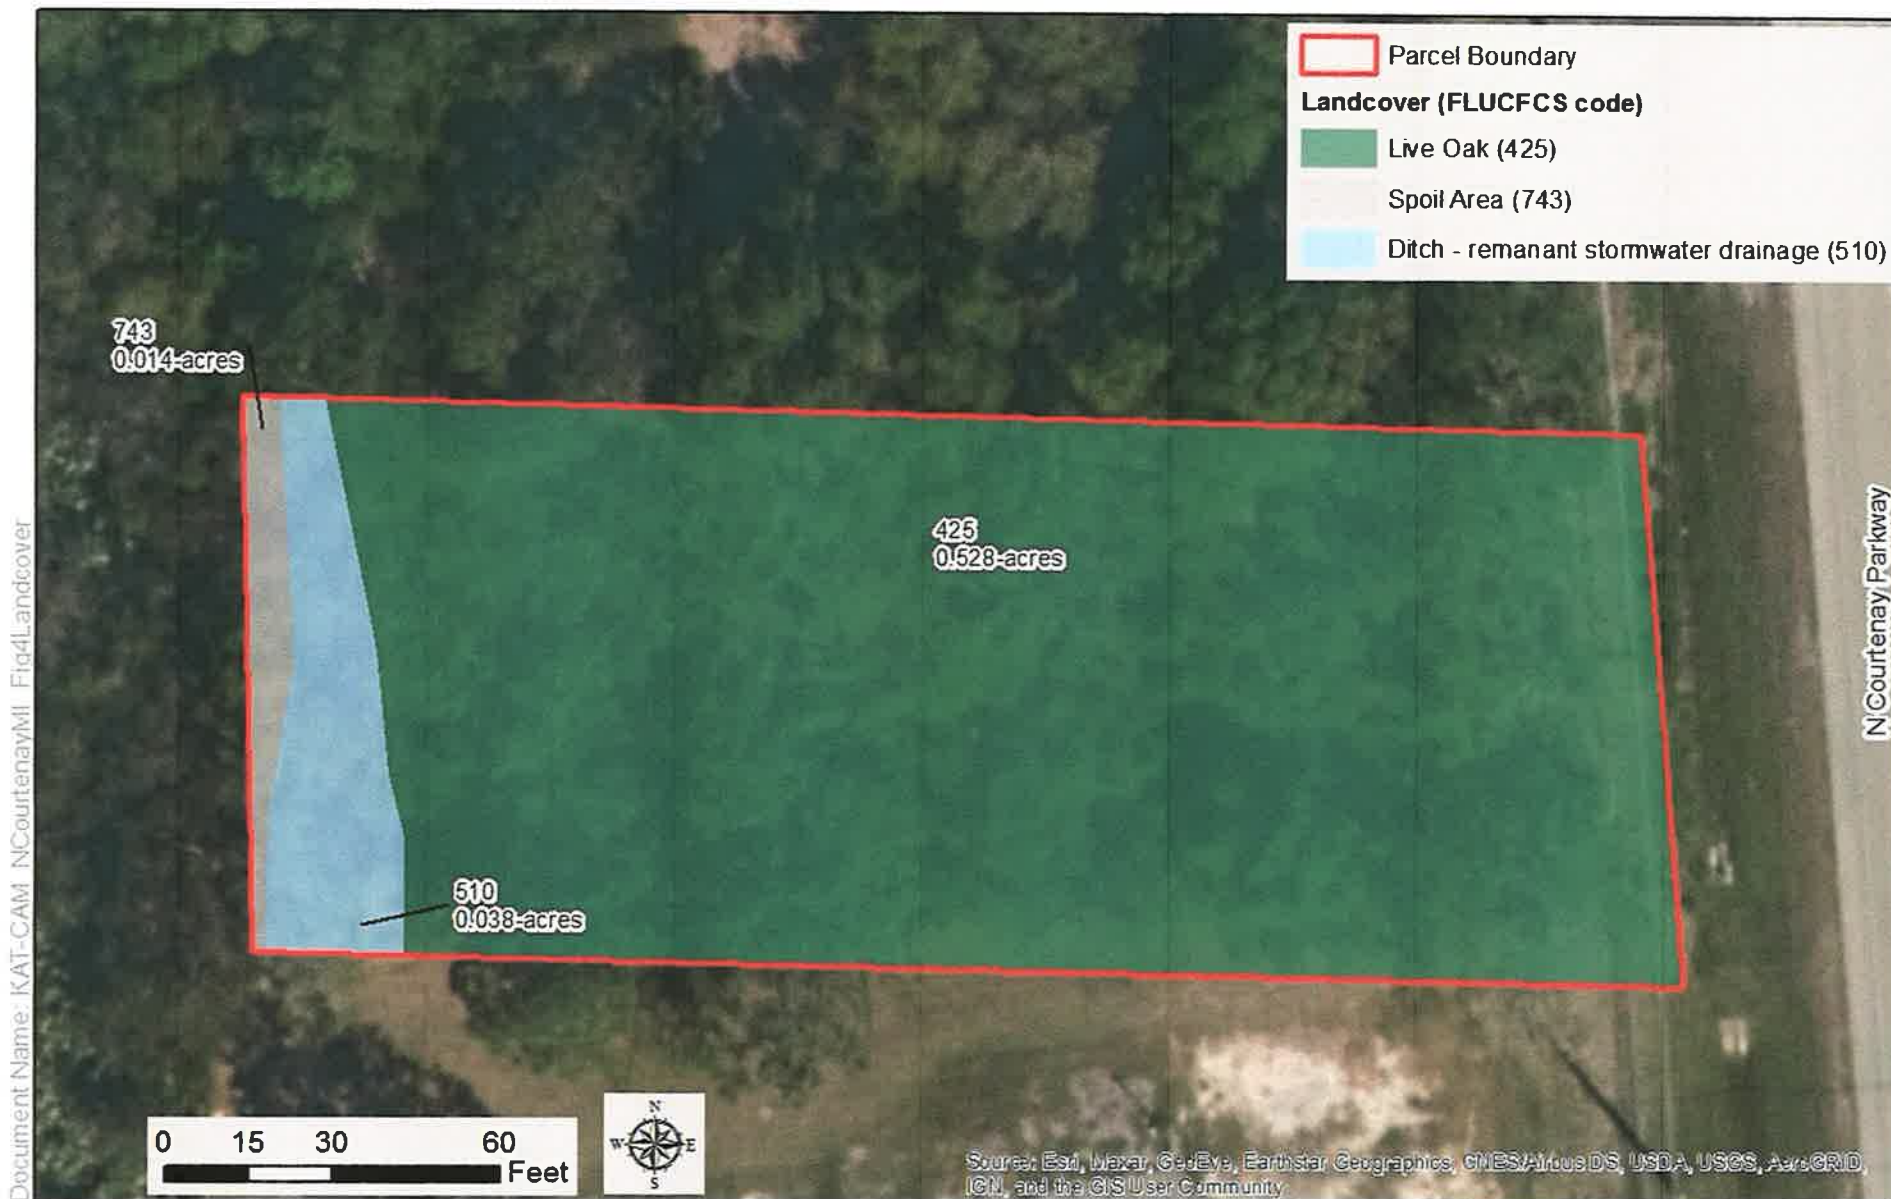 Parcel Boundary
Landcover (FLUCFCS code)
Live Oak (425)
Spoil Area (743)
Ditch - remanant stormwater drainage (510)
743
0.014-acres
425
0.528-acres
510
0.038-acres
N Courtenay Parkway
Document Name: KAT-CAM NCourtenayMI Fig4Landcover
0 15 30 60
Feet
N
W E
S
Source: Esri, Maxar, GeoEye, Earthstar Geographics, CNES/Airbus DS, USDA, USGS, AeroGRID,
IGN, and the GIS User Community